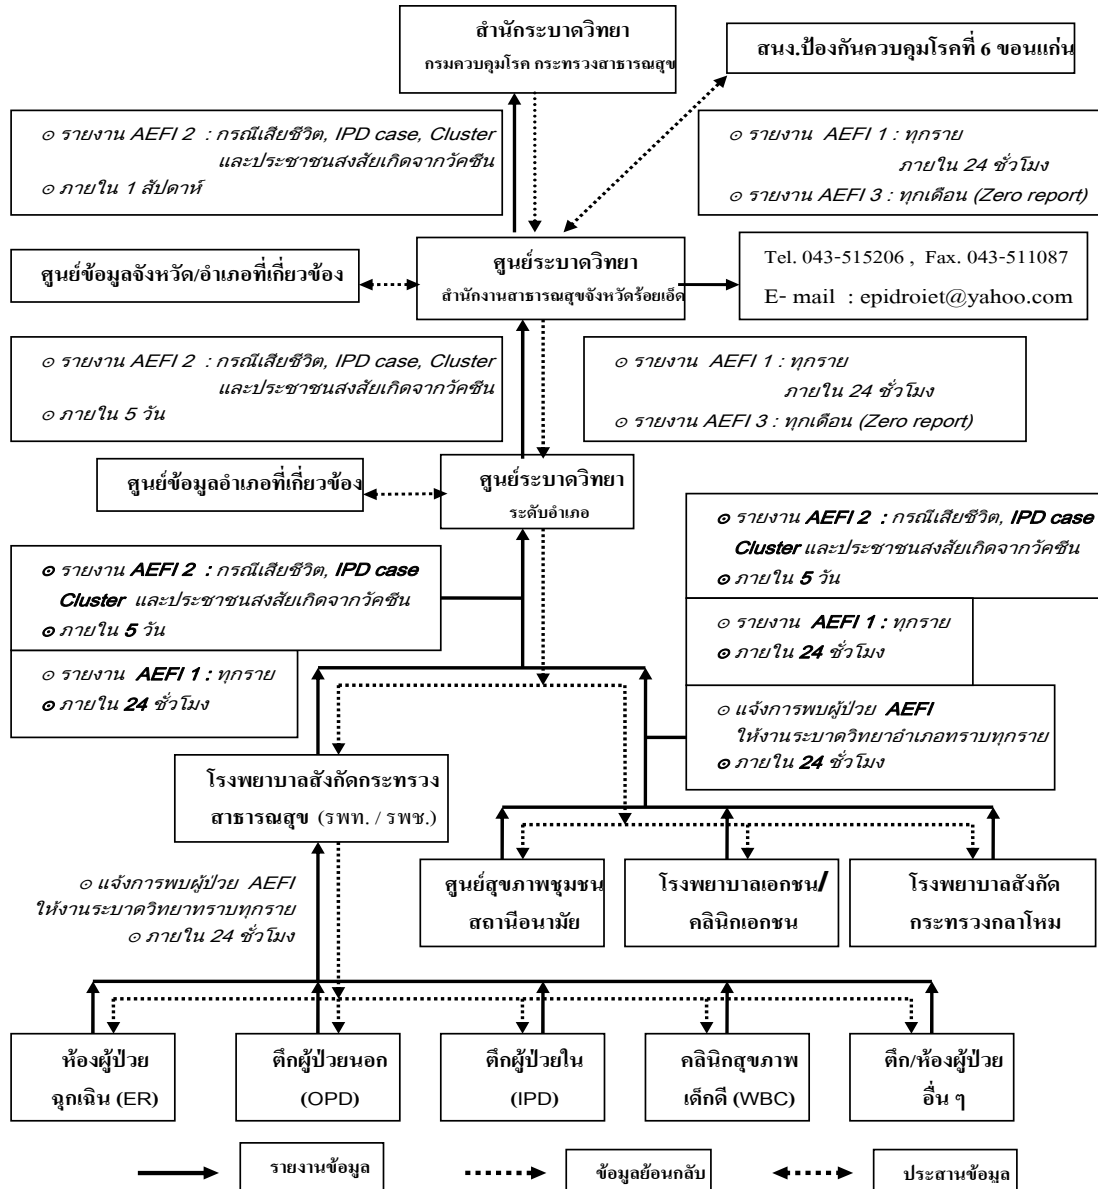 สำนักระบาดวิทยา
กรมควบคุมโรค กระทรวงสาธารณสุข
สนง.ป้องกันควบคุมโรคที่ 6 ขอนแก่น
⊙ รายงาน AEFI 2 : กรณีเสียชีวิต, IPD case, Cluster
และประชาชนสงสัยเกิดจากวัคซีน
⊙ ภายใน 1 สัปดาห์
⊙ รายงาน AEFI 1 : ทุกราย
ภายใน 24 ชั่วโมง
⊙ รายงาน AEFI 3 : ทุกเดือน (Zero report)
ศูนย์ข้อมูลจังหวัด/อำเภอที่เกี่ยวข้อง
ศูนย์ระบาดวิทยา
สำนักงานสาธารณสุขจังหวัดร้อยเอ็ด
Tel. 043-515206 , Fax. 043-511087
E- mail : epidroiet@yahoo.com
⊙ รายงาน AEFI 2 : กรณีเสียชีวิต, IPD case, Cluster
และประชาชนสงสัยเกิดจากวัคซีน
⊙ ภายใน 5 วัน
⊙ รายงาน AEFI 1 : ทุกราย
ภายใน 24 ชั่วโมง
⊙ รายงาน AEFI 3 : ทุกเดือน (Zero report)
ศูนย์ข้อมูลอำเภอที่เกี่ยวข้อง
ศูนย์ระบาดวิทยา
ระดับอำเภอ
⊙ รายงาน AEFI 2 : กรณีเสียชีวิต, IPD case
Cluster และประชาชนสงสัยเกิดจากวัคซีน
⊙ ภายใน 5 วัน
⊙ รายงาน AEFI 1 : ทุกราย
⊙ ภายใน 24 ชั่วโมง
⊙ รายงาน AEFI 2 : กรณีเสียชีวิต, IPD case
Cluster และประชาชนสงสัยเกิดจากวัคซีน
⊙ ภายใน 5 วัน
⊙ รายงาน AEFI 1 : ทุกราย
⊙ ภายใน 24 ชั่วโมง
⊙ แจ้งการพบผู้ป่วย AEFI
ให้งานระบาดวิทยาอำเภอทราบทุกราย
⊙ ภายใน 24 ชั่วโมง
โรงพยาบาลสังกัดกระทรวง
สาธารณสุข (รพท. / รพช.)
⊙ แจ้งการพบผู้ป่วย AEFI
ให้งานระบาดวิทยาทราบทุกราย
⊙ ภายใน 24 ชั่วโมง
ศูนย์สุขภาพชุมชน
สถานีอนามัย
โรงพยาบาลเอกชน/
คลินิกเอกชน
โรงพยาบาลสังกัด
กระทรวงกลาโหม
ห้องผู้ป่วย
ฉุกเฉิน (ER)
ตึกผู้ป่วยนอก
(OPD)
ตึกผู้ป่วยใน
(IPD)
คลินิกสุขภาพ
เด็กดี (WBC)
ตึก/ห้องผู้ป่วย
อื่น ๆ
รายงานข้อมูล
ข้อมูลย้อนกลับ
ประสานข้อมูล